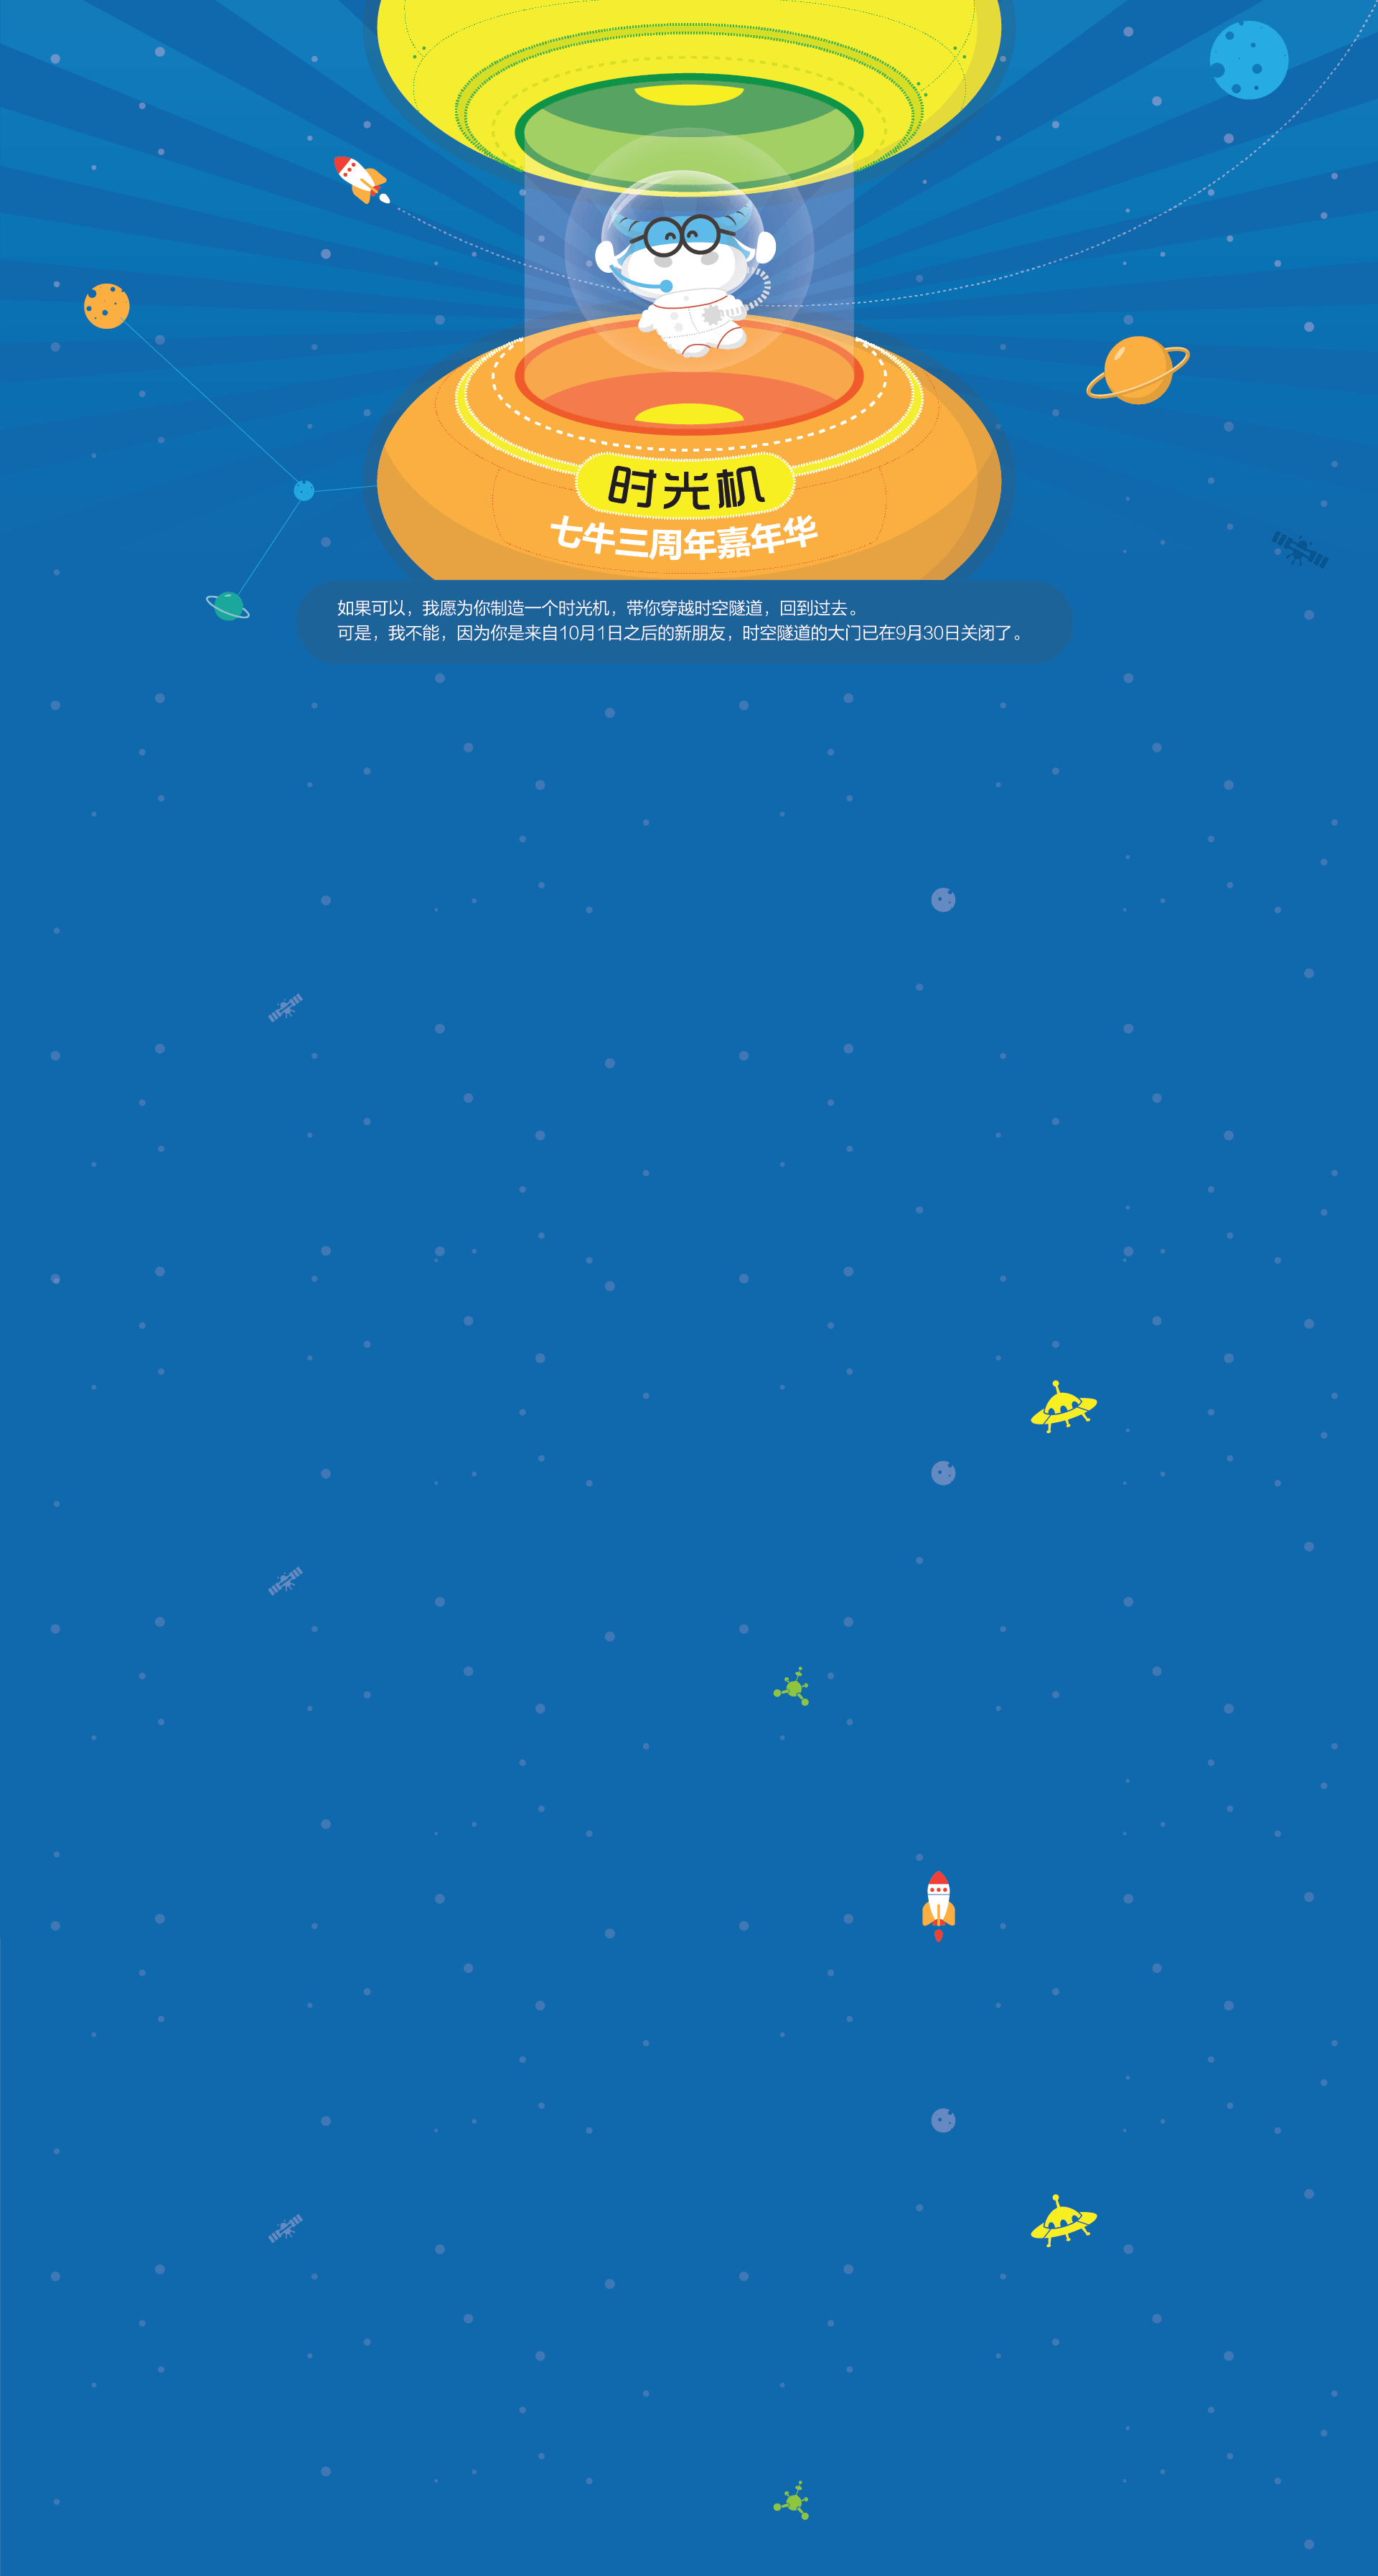 时光机
七牛三周年嘉年华
如果可以，我愿为你制造一个时光机，带你穿越时空隧道，回到过去。
可是，我不能，因为你是来自10月1日之后的新朋友，时空隧道的大门已在9月30日关闭了。